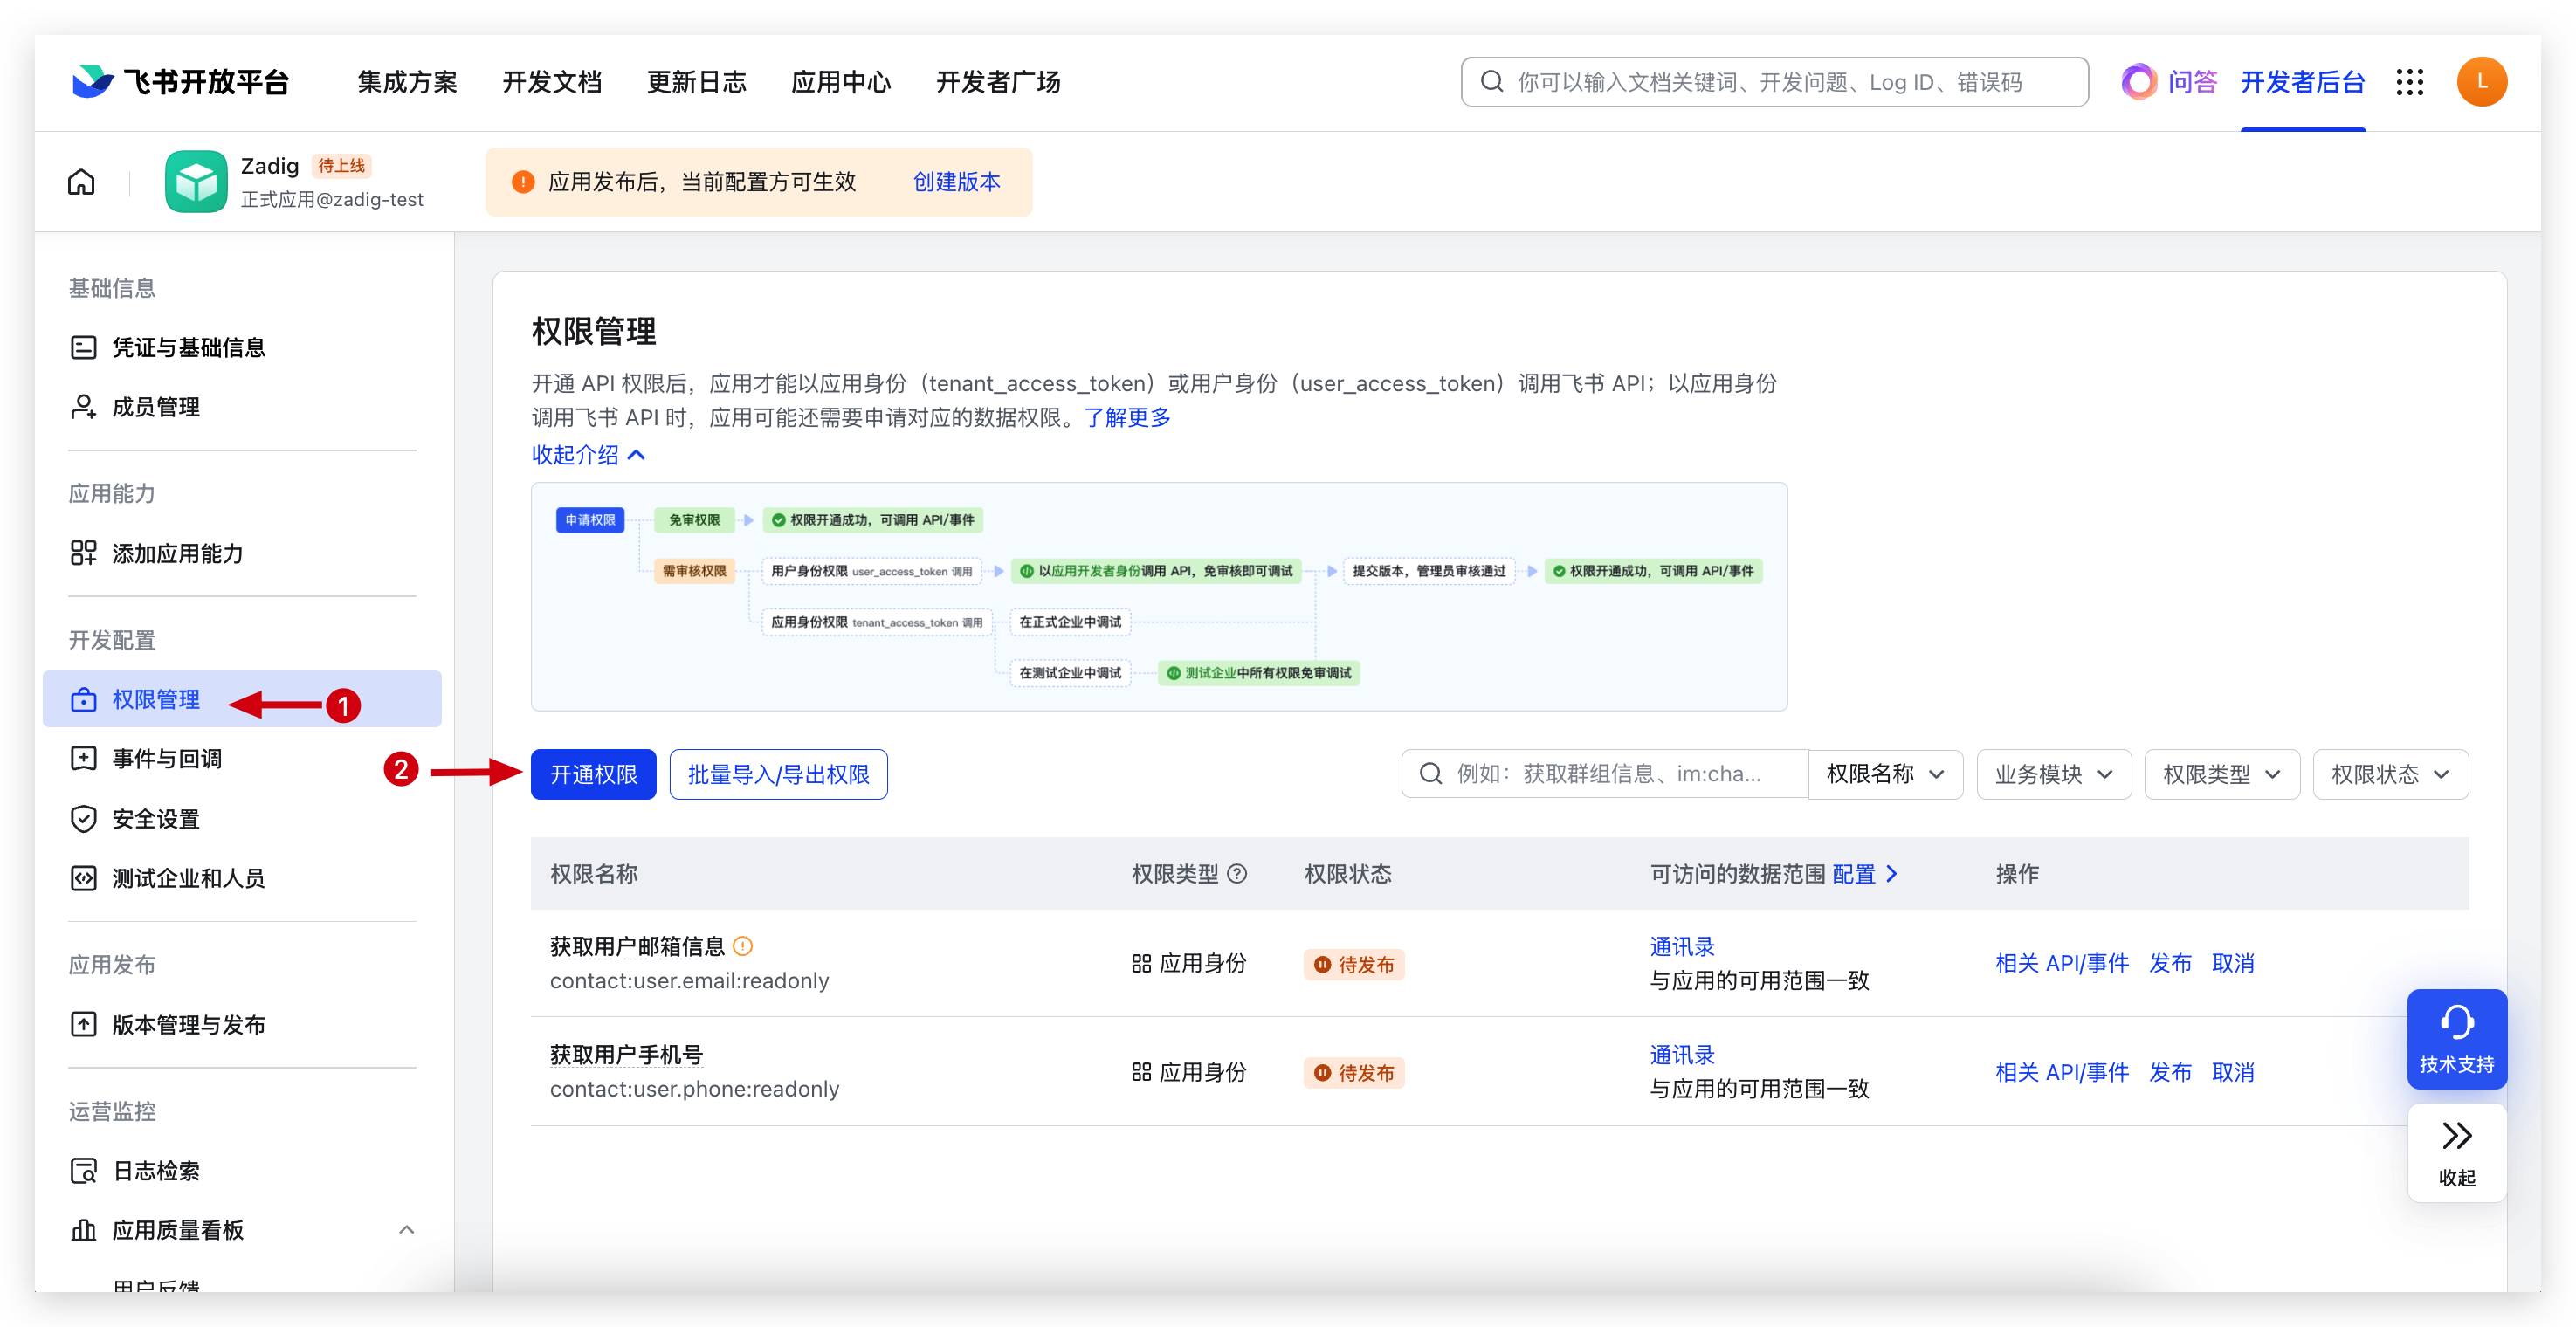 飞书开放平台 集成方案 开发文档 更新日志 应用中心 开发者广场 你可以输入文档关键词、开发问题、Log ID、错误码 问答 开发者后台 L
Zadig 待上线
正式应用@zadig-test
应用发布后，当前配置方可生效 创建版本
基础信息
凭证与基础信息
成员管理
应用能力
添加应用能力
开发配置
权限管理 1
事件与回调
安全设置
测试企业和人员
应用发布
版本管理与发布
运营监控
日志检索
应用质量看板
用户反馈
权限管理
开通 API 权限后，应用才能以应用身份（tenant_access_token）或用户身份（user_access_token）调用飞书 API；以应用身份
调用飞书 API 时，应用可能还需要申请对应的数据权限。了解更多
收起介绍
申请权限 免审权限 权限开通成功，可调用 API/事件
需审核权限 用户身份权限 user_access_token 调用 以应用开发者身份调用 API，免审核即可调试 提交版本，管理员审核通过 权限开通成功，可调用 API/事件
应用身份权限 tenant_access_token 调用 在正式企业中调试
在测试企业中调试 测试企业中所有权限免审调试
2 开通权限 批量导入/导出权限 例如：获取群组信息、im:cha... 权限名称 业务模块 权限类型 权限状态
权限名称 权限类型 权限状态 可访问的数据范围 配置 操作
获取用户邮箱信息
contact:user.email:readonly
应用身份 待发布
通讯录
与应用的可用范围一致
相关 API/事件 发布 取消
获取用户手机号
contact:user.phone:readonly
应用身份 待发布
通讯录
与应用的可用范围一致
相关 API/事件 发布 取消
技术支持
收起